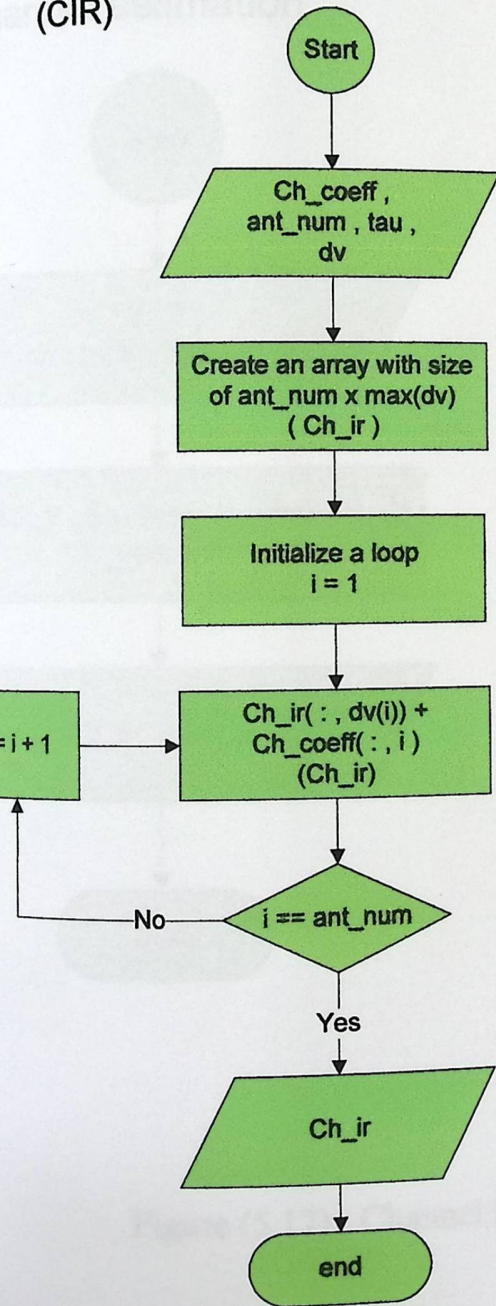 (CIR)
Start
Ch_coeff ,
ant_num , tau ,
dv
Create an array with size
of ant_num x max(dv)
( Ch_ir )
Initialize a loop
i = 1
Ch_ir( : , dv(i)) +
Ch_coeff( : , i )
(Ch_ir)
= i + 1
i == ant_num
No
Yes
Ch_ir
end